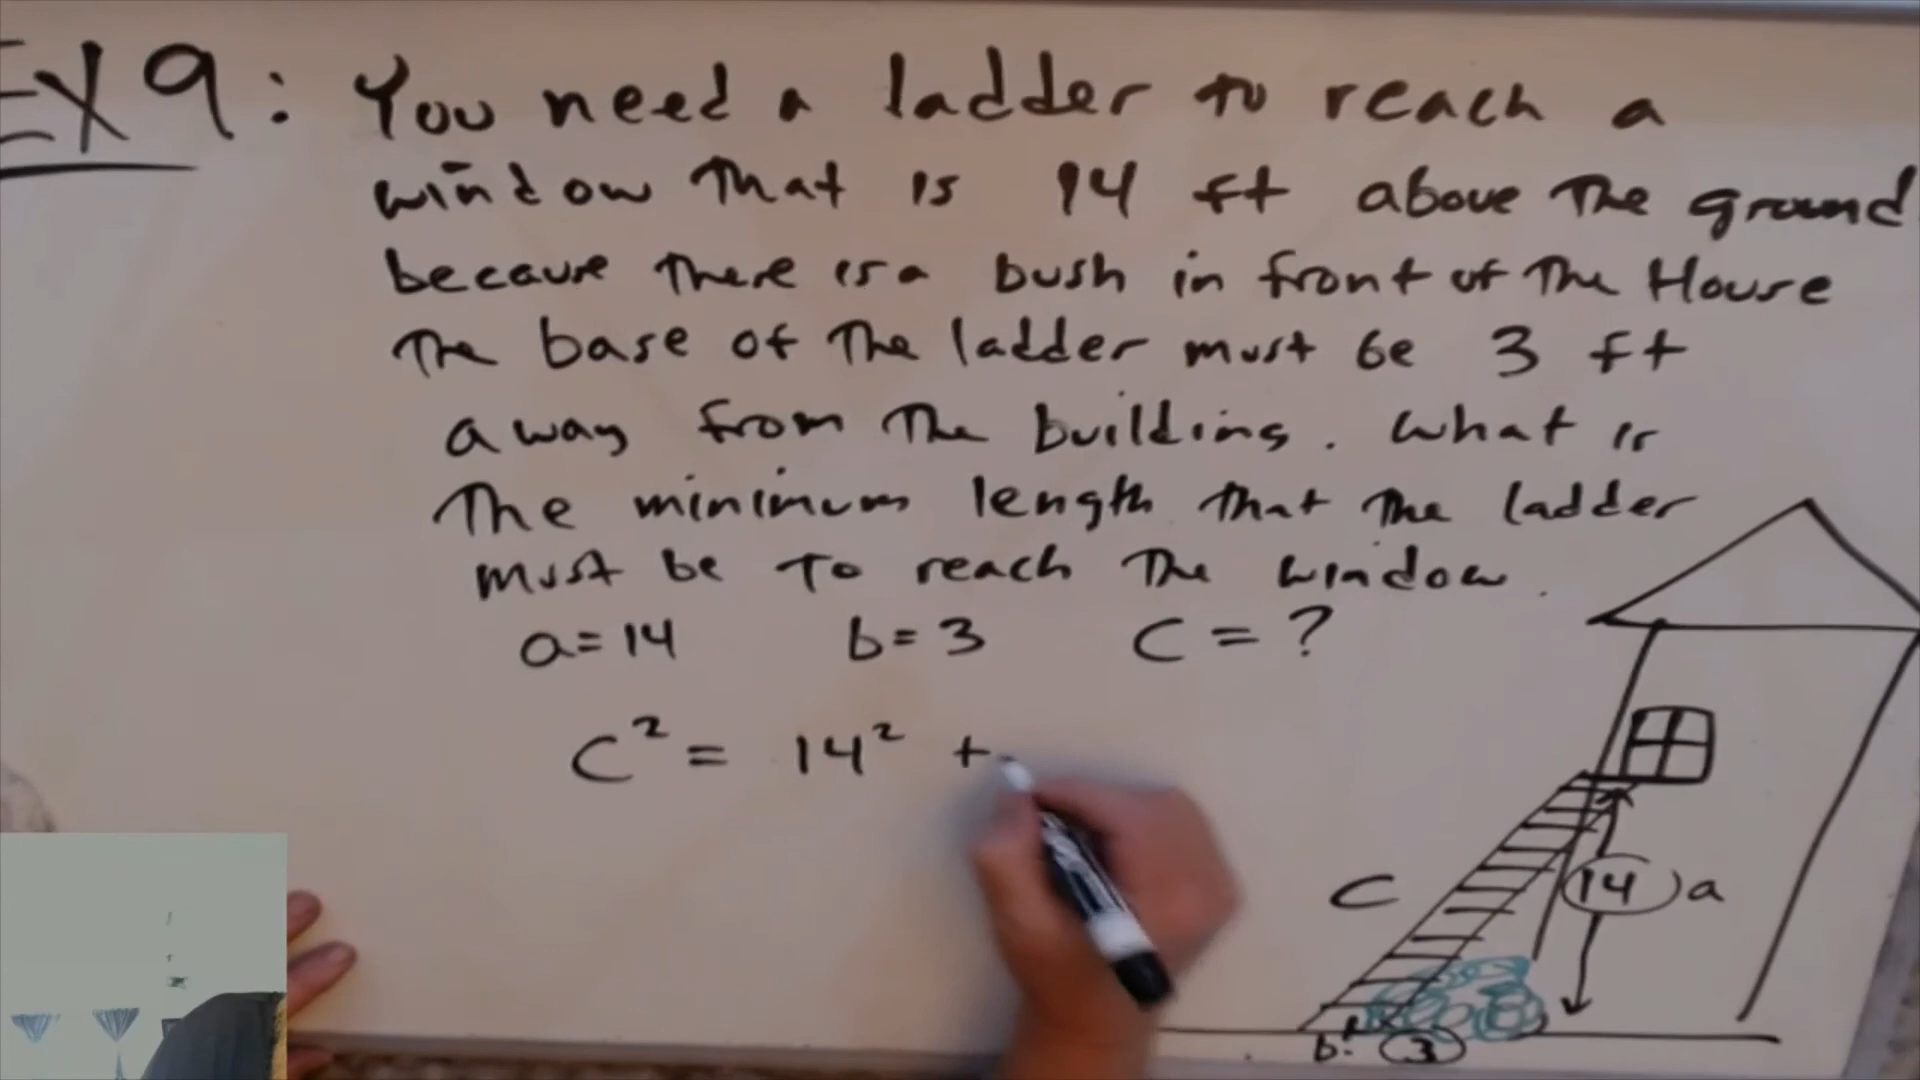 EX 9: You need a ladder to reach a
window that is 14 ft above the ground
because there is a bush in front of the House
the base of the ladder must be 3 ft
away from the building. What is
the minimum length that the ladder
must be to reach the window.
a=14 b=3 C=?
C² = 14² +
14 a
C
b: 3